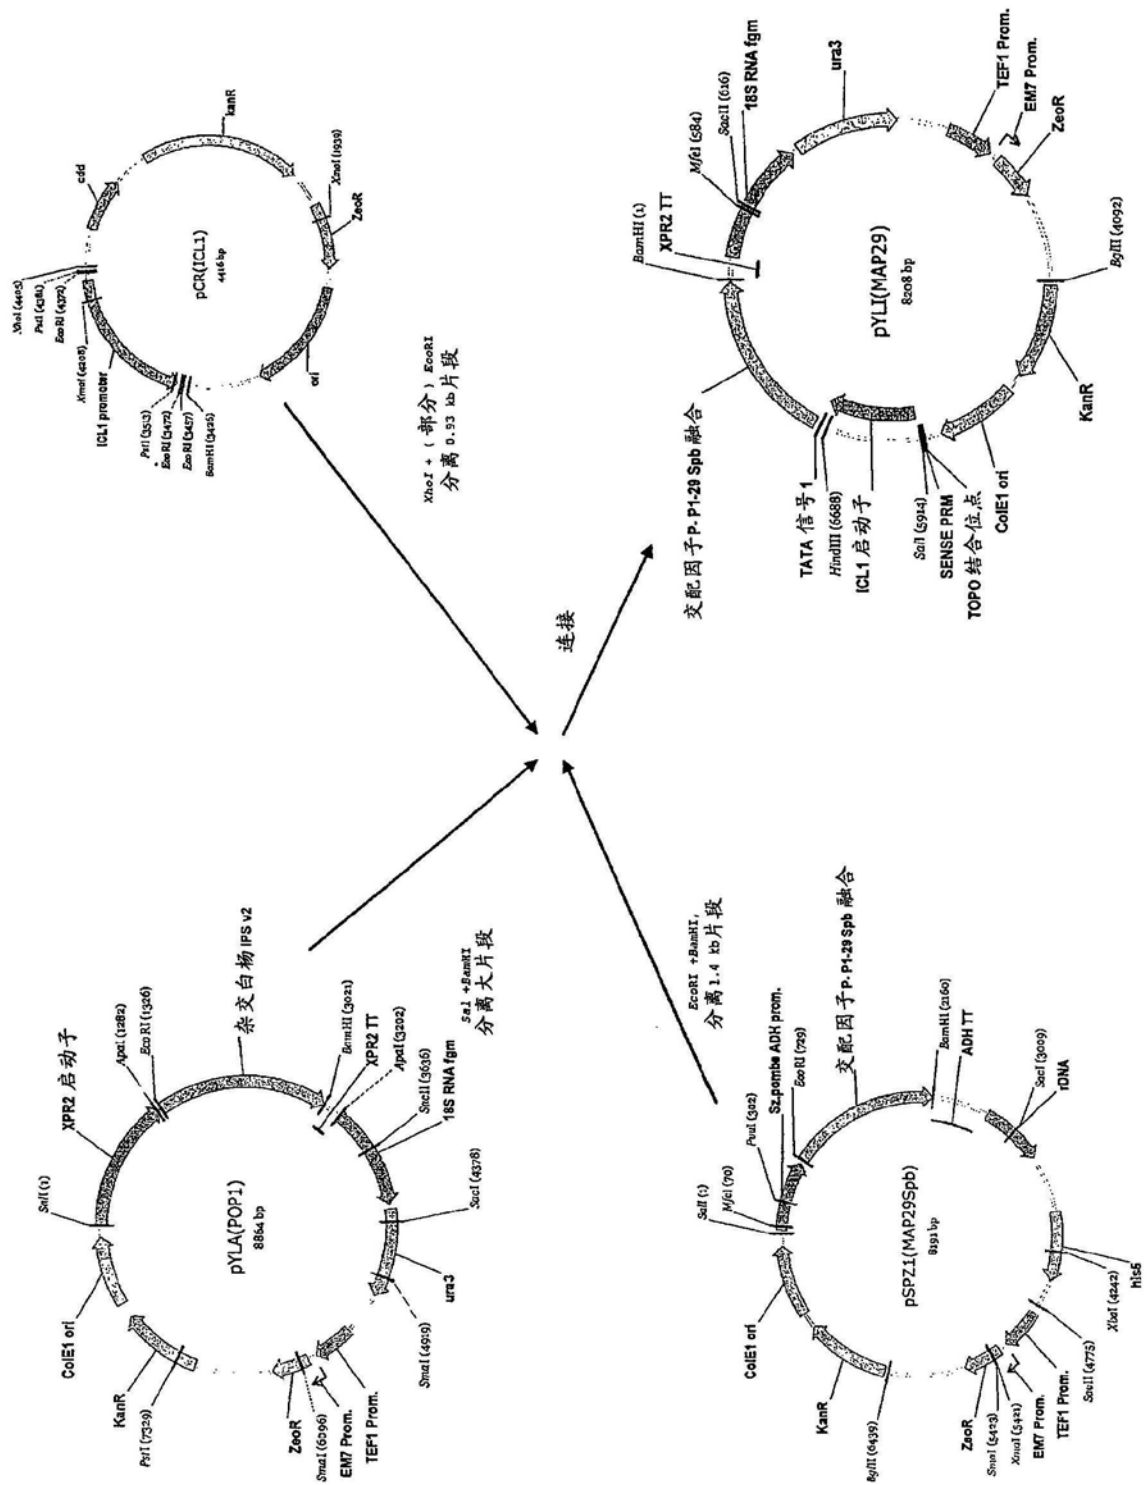 XPR2 启动子
SalI (1)
ApaI (1282)
EcoRI (1326)
杂交白杨 IPS v2
BamHI (3021)
XPR2 TT
ApaI (3202)
SacII (3636)
18S RNA fgm
SacI (4378)
ura3
SmaI (4919)
TEF1 Prom.
EM7 Prom.
SmaI (6096)
ZeoR
PstI (7329)
KanR
ColE1 ori
pYLA(POP1)
8864 bp
SalI +BamHI
分离大片段
XhoI (4405)
PstI (4381)
EcoRI (4372)
XmaI (4208)
ICL1 promoter
PstI (3513)
EcoRI (3472)
EcoRI (3457)
BamHI (3425)
cdd
kanR
XmaI (1939)
ZeoR
ori
pCR(ICL1)
4416 bp
XhoI + ( 部分 ) EcoRI
分离 0.93 kb 片段
SalI (1)
MfeI (70)
PvuI (302)
Sz.pombe ADH prom.
EcoRI (729)
交配因子P- P1-29 Spb 融合
BamHI (2160)
ADH TT
SacI (3009)
rDNA
his5
XbaI (4242)
SacII (4775)
TEF1 Prom.
EM7 Prom.
XmaI (5421)
SmaI (5423)
ZeoR
BglII (6439)
KanR
ColE1 ori
pSPZ1(MAP29Spb)
8192 bp
EcoRI +BamHI,
分离1.4 kb片段
连接
交配因子P- P1-29 Spb 融合
BamHI (1)
XPR2 TT
MfeI (584)
SacII (616)
18S RNA fgm
ura3
TEF1 Prom.
EM7 Prom.
ZeoR
BglII (4092)
KanR
ColE1 ori
TOPO 结合位点
SENSE PRM
SalI (5914)
ICL1 启动子
HindIII (6688)
TATA 信号 1
pYLI(MAP29)
8208 bp